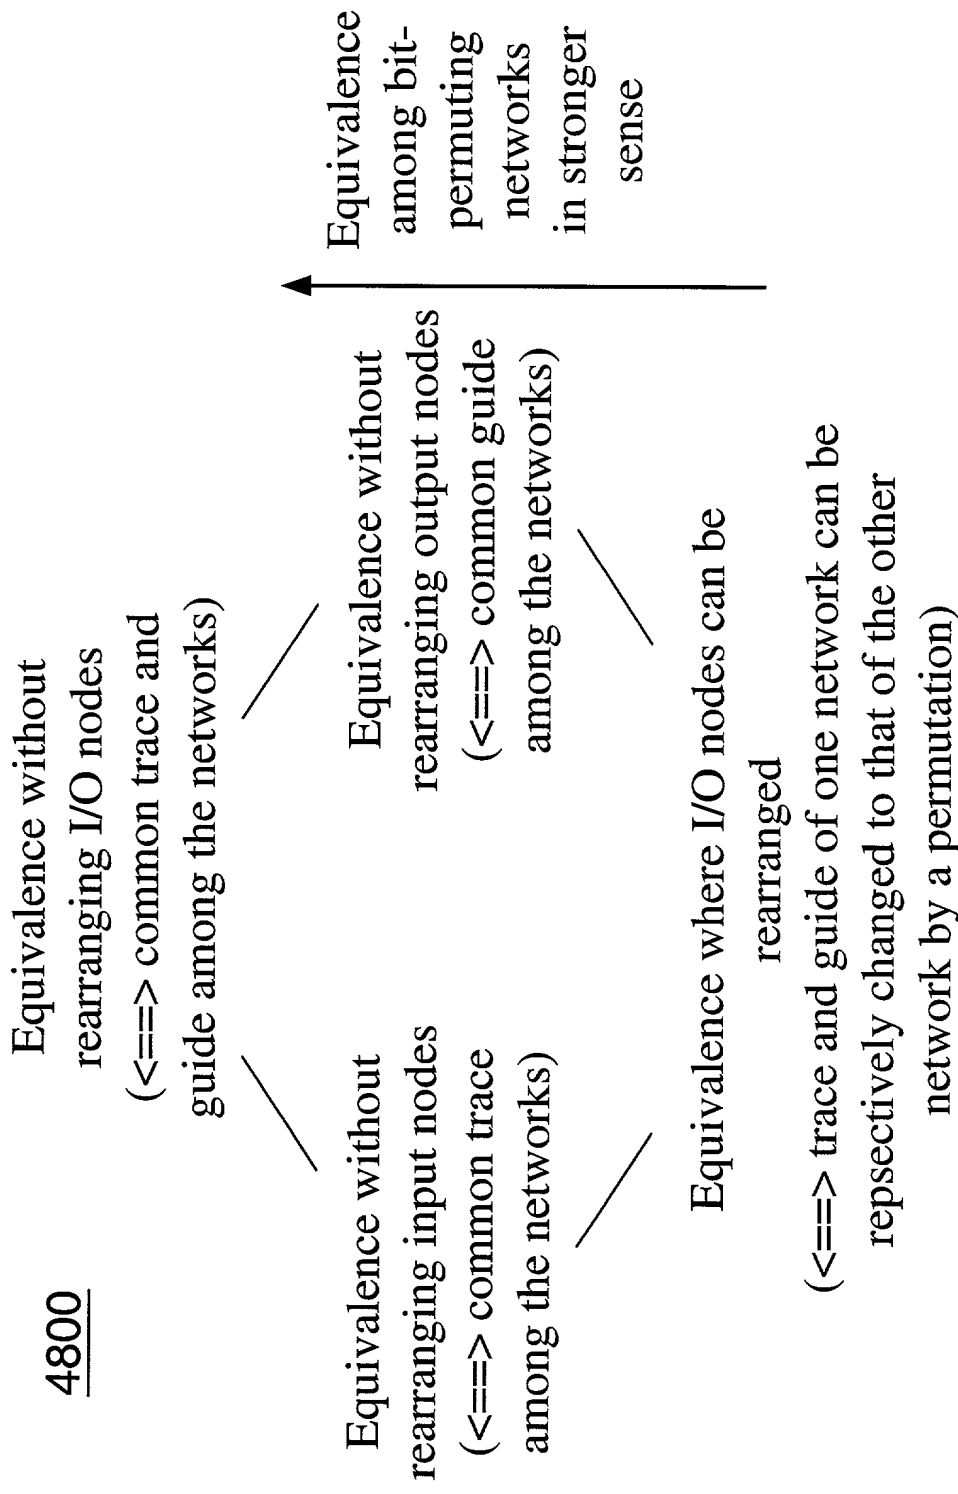 4800
Equivalence without
rearranging I/O nodes
(<==> common trace and
guide among the networks)
Equivalence without
rearranging input nodes
(<==> common trace
among the networks)
Equivalence without
rearranging output nodes
(<==> common guide
among the networks)
Equivalence
among bit-
permuting
networks
in stronger
sense
Equivalence where I/O nodes can be
rearranged
(<==> trace and guide of one network can be
repsectively changed to that of the other
network by a permutation)